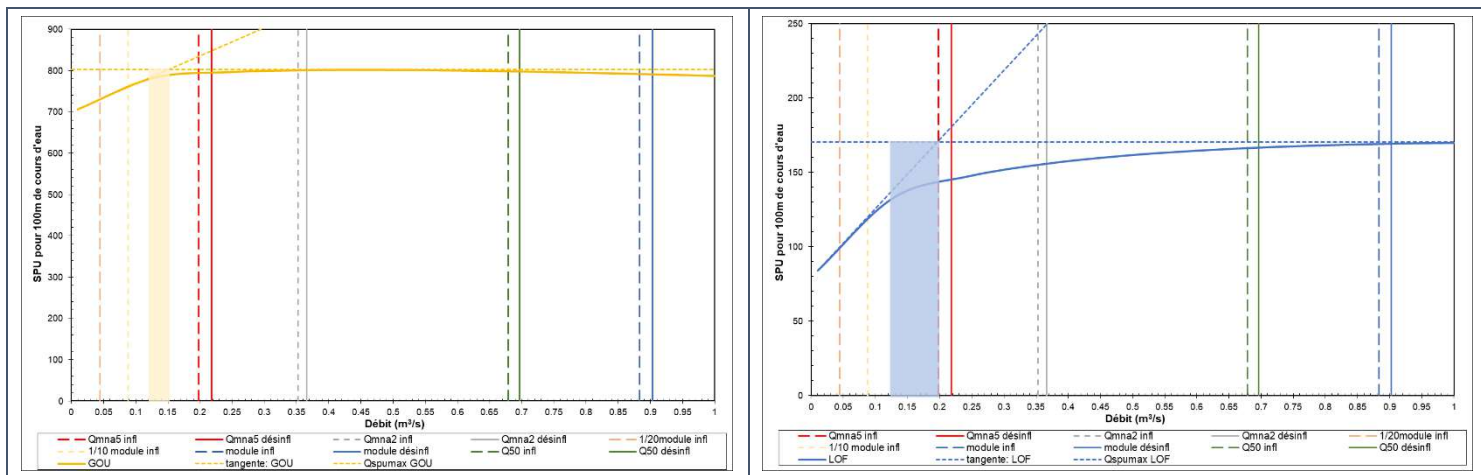 900
800
700
600
500
400
300
200
100
0
SPU pour 100m de cours d'eau
0 0.05 0.1 0.15 0.2 0.25 0.3 0.35 0.4 0.45 0.5 0.55 0.6 0.65 0.7 0.75 0.8 0.85 0.9 0.95 1
Débit (m³/s)
Qmna5 infl Qmna5 désinfl Qmna2 infl Qmna2 désinfl 1/20module infl
1/10 module infl module infl module désinfl Q50 infl Q50 désinfl
GOU tangente: GOU Qspumax GOU
250
200
150
100
50
0
SPU pour 100m de cours d'eau
0 0.05 0.1 0.15 0.2 0.25 0.3 0.35 0.4 0.45 0.5 0.55 0.6 0.65 0.7 0.75 0.8 0.85 0.9 0.95 1
Débit (m³/s)
Qmna5 infl Qmna5 désinfl Qmna2 infl Qmna2 désinfl 1/20module infl
1/10 module infl module infl module désinfl Q50 infl Q50 désinfl
LOF tangente: LOF Qspumax LOF